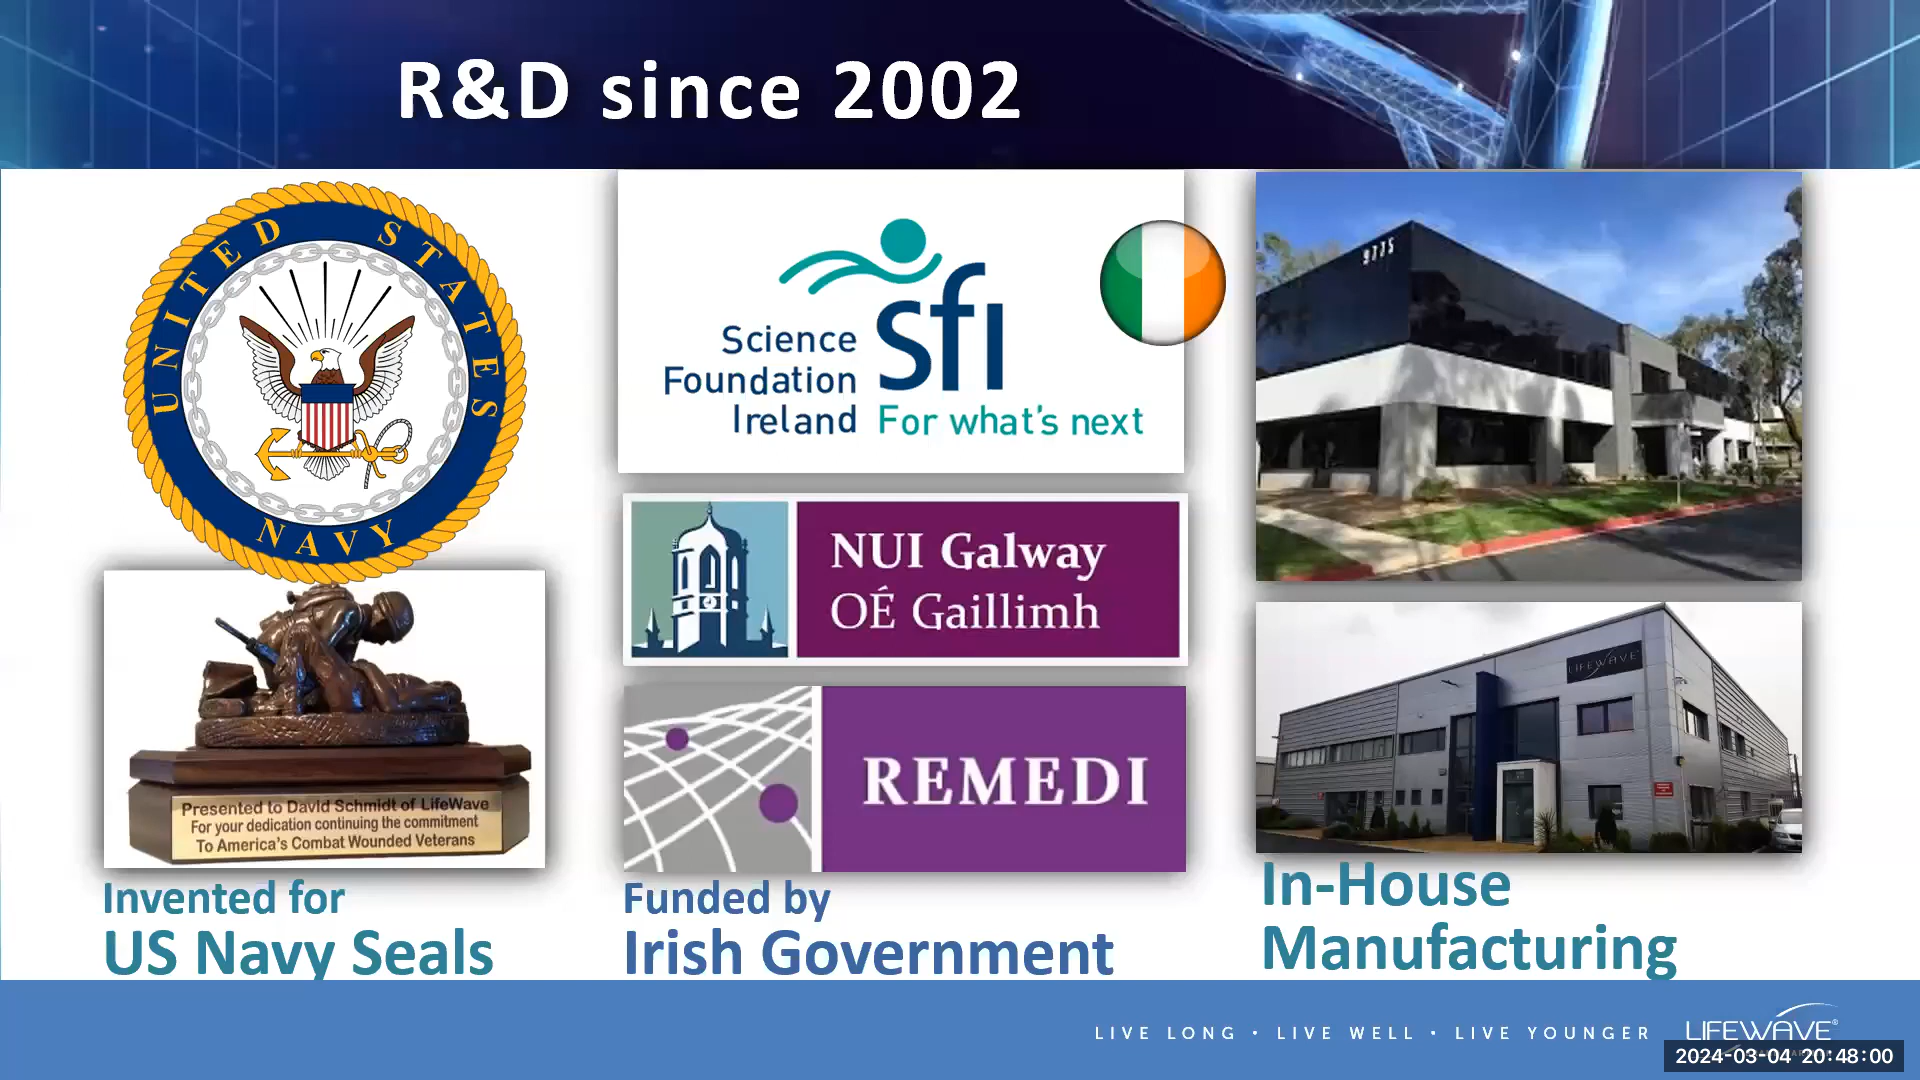 R&D since 2002
UNITED STATES
NAVY
Presented to David Schmidt of LifeWave
For your dedication continuing the commitment
To America's Combat Wounded Veterans
Invented for
US Navy Seals
sfi
Science
Foundation
Ireland
For what's next
NUI Galway
OÉ Gaillimh
REMEDI
Funded by
Irish Government
9775
LIFEWAVE
In-House
Manufacturing
LIVE LONG • LIVE WELL • LIVE YOUNGER
LIFEWAVE®
2024-03-04 20:48:00